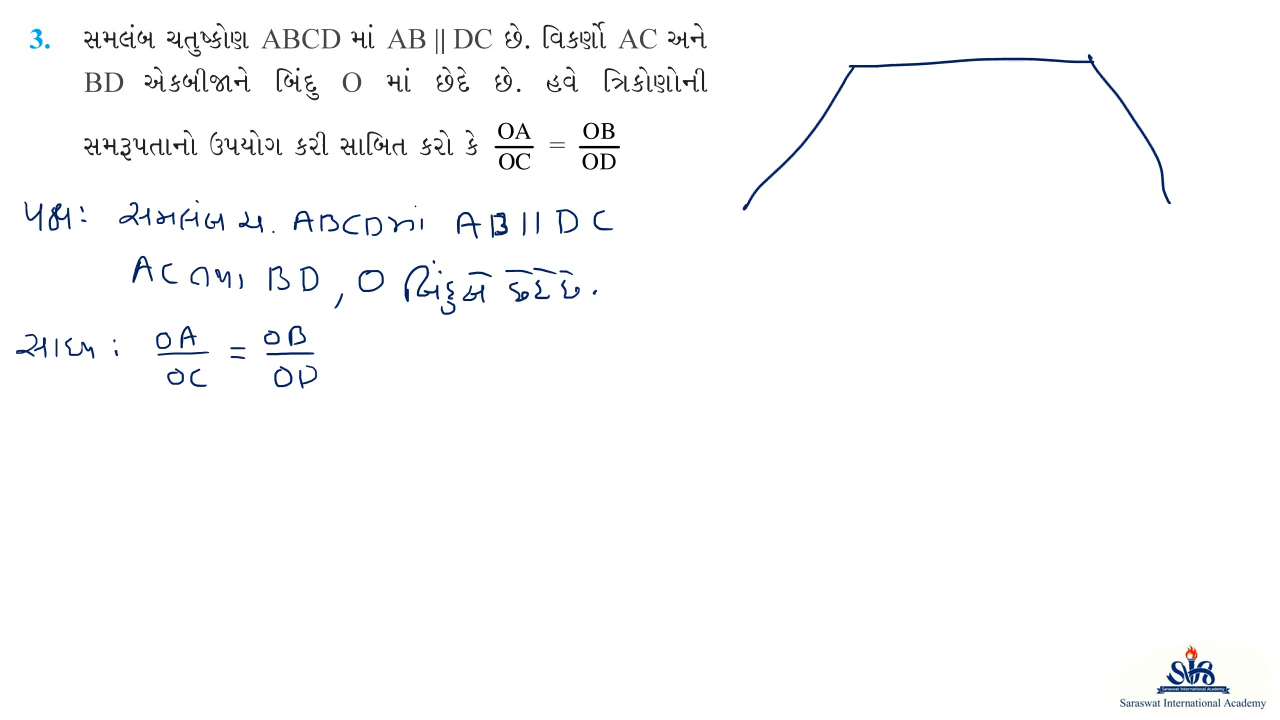 3. સમલંબ ચતુષ્કોણ ABCD માં AB || DC છે. વિકર્ણો AC અને
BD એકબીજાને બિંદુ O માં છેદે છે. હવે ત્રિકોણોની
સમરૂપતાનો ઉપયોગ કરી સાબિત કરો કે OA/OC = OB/OD
પક્ષ: સમલંબ ચ. ABCDમાં AB || DC
AC તથા BD, O બિંદુએ છેદે છે.
સાધ્ય : OA/OC = OB/OD
Saraswat International Academy